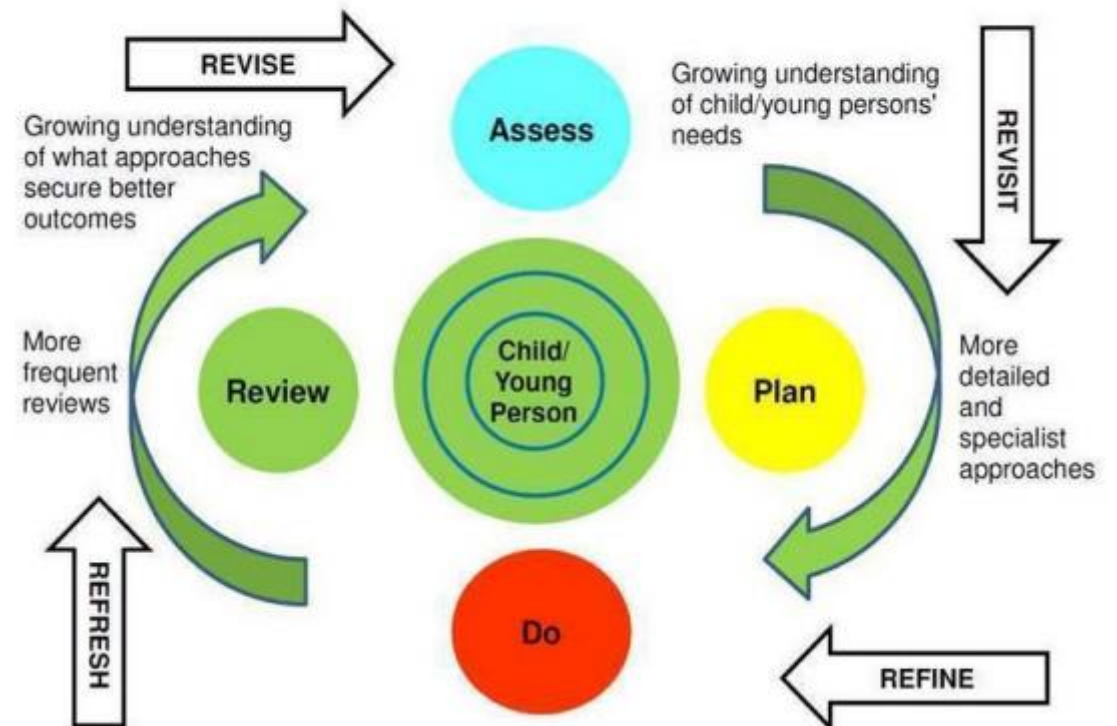 REVISE
Growing understanding
of what approaches
secure better
outcomes
Assess
Growing understanding
of child/young persons'
needs
REVISIT
More
frequent
reviews
Review
Child/
Young
Person
Plan
More
detailed
and
specialist
approaches
REFRESH
Do
REFINE